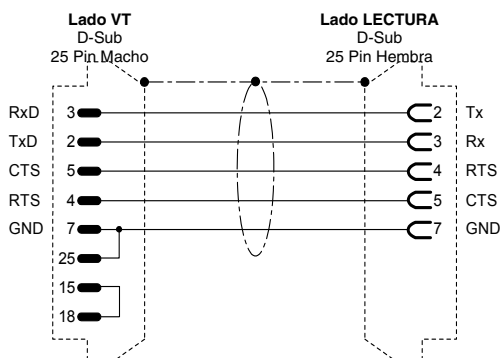 Lado VT
D-Sub
25 Pin Macho
Lado LECTURA
D-Sub
25 Pin Hembra
RxD 3 2 Tx
TxD 2 3 Rx
CTS 5 4 RTS
RTS 4 5 CTS
GND 7 7 GND
25
15
18